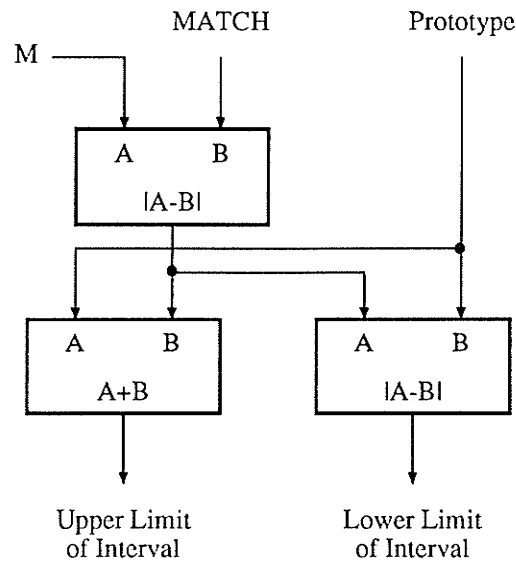 MATCH Prototype
M
A B
|A-B|
A B A B
A+B |A-B|
Upper Limit Lower Limit
of Interval of Interval